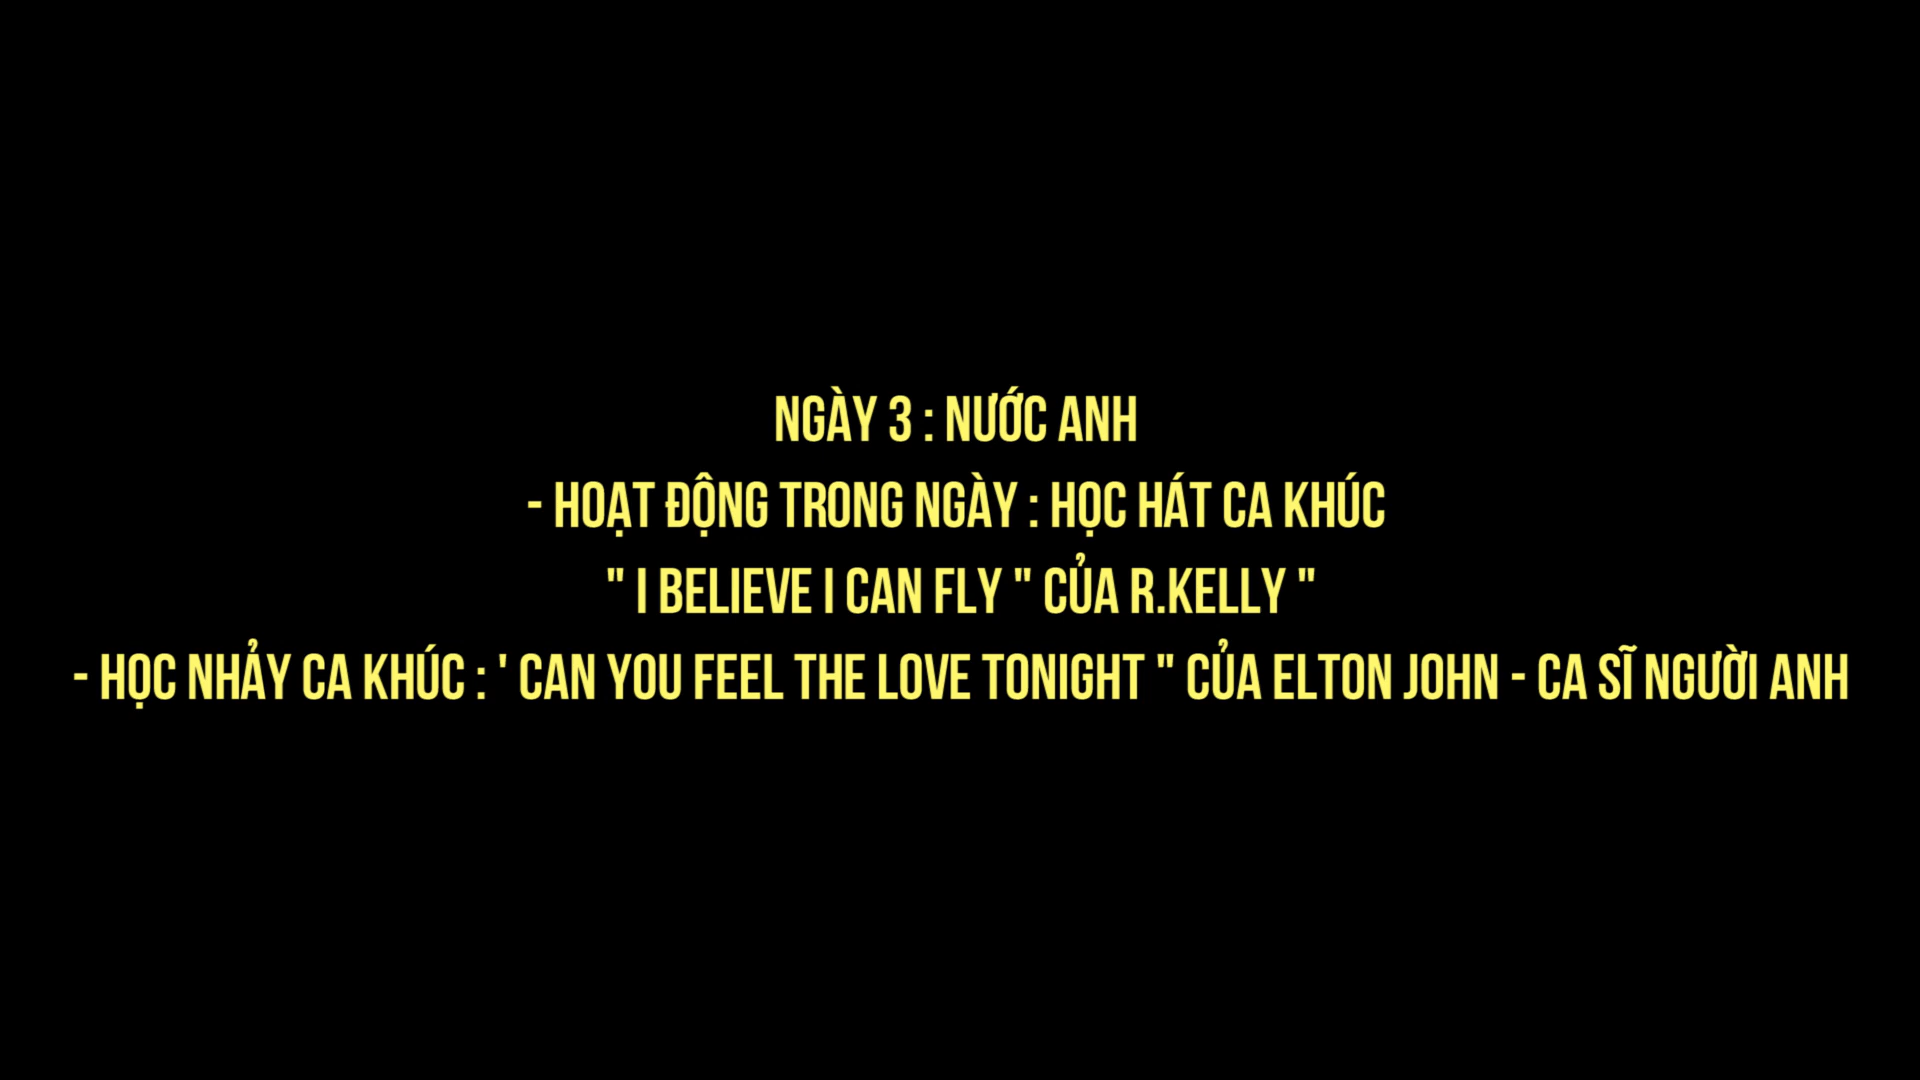 NGÀY 3 : NƯỚC ANH
- HOẠT ĐỘNG TRONG NGÀY : HỌC HÁT CA KHÚC
" I BELIEVE I CAN FLY " CỦA R.KELLY "
- HỌC NHẢY CA KHÚC : ' CAN YOU FEEL THE LOVE TONIGHT " CỦA ELTON JOHN - CA SĨ NGƯỜI ANH